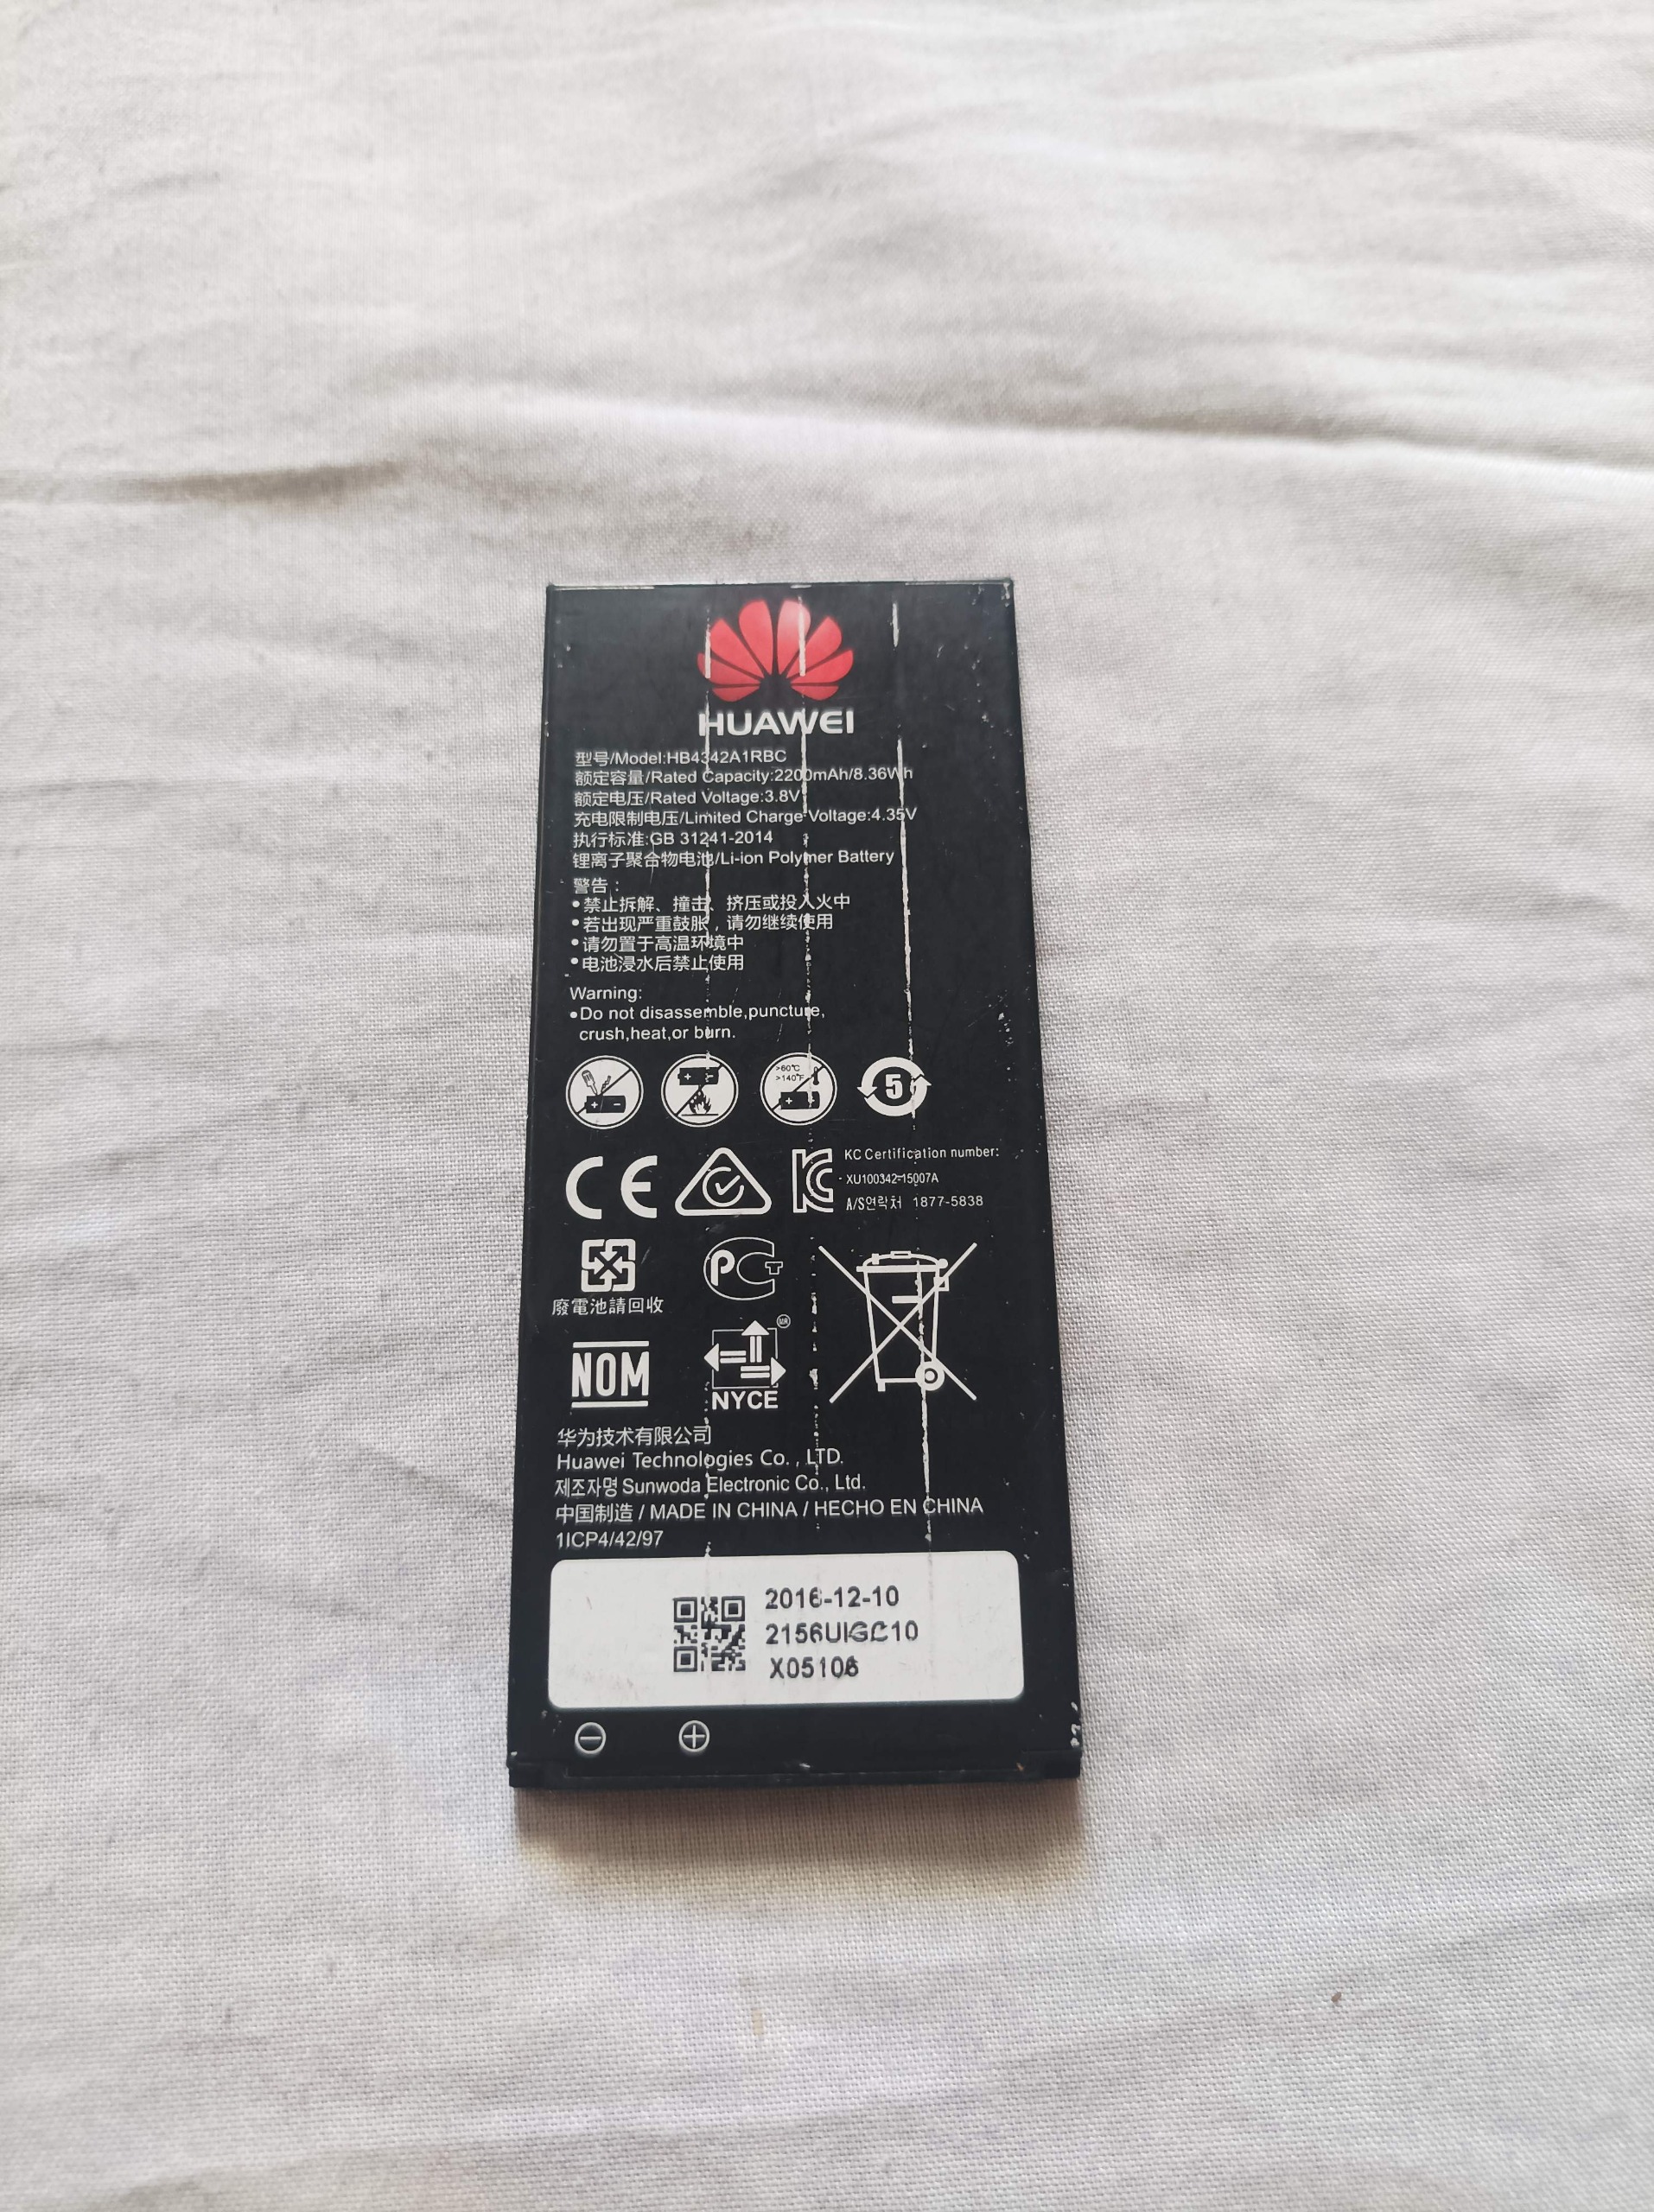 HUAWEI
型号/Model:HB4342A1RBC
额定容量/Rated Capacity:2200mAh/8.36Wh
额定电压/Rated Voltage:3.8V
充电限制电压/Limited Charge Voltage:4.35V
执行标准:GB 31241-2014
锂离子聚合物电池/Li-ion Polymer Battery
警告:
•禁止拆解、撞击、挤压或投入火中
•若出现严重鼓胀,请勿继续使用
•请勿置于高温环境中
•电池浸水后禁止使用
Warning:
•Do not disassemble,puncture,
crush,heat,or burn.
>60℃
>140°F
5
CE
KC Certification number:
XU100342-15007A
A/S연락처 1877-5838
廢電池請回收
NOM
NYCE
华为技术有限公司
Huawei Technologies Co., LTD.
제조자명 Sunwoda Electronic Co., Ltd.
中国制造 / MADE IN CHINA / HECHO EN CHINA
1ICP4/42/97
2016-12-10
X05106